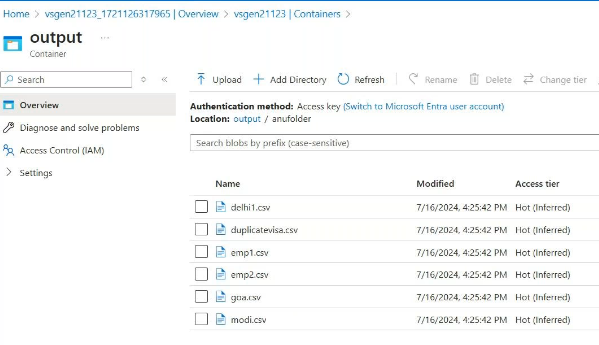 Home > vsgen21123_1721126317965 | Overview > vsgen21123 | Containers >
output ...
Container
Search
Upload Add Directory Refresh Rename Delete Change tier
Overview
Diagnose and solve problems
Access Control (IAM)
Settings
Authentication method: Access key (Switch to Microsoft Entra user account)
Location: output / anufolder
Search blobs by prefix (case-sensitive)
Name Modified Access tier
delhi1.csv 7/16/2024, 4:25:42 PM Hot (Inferred)
duplicatevisa.csv 7/16/2024, 4:25:42 PM Hot (Inferred)
emp1.csv 7/16/2024, 4:25:42 PM Hot (Inferred)
emp2.csv 7/16/2024, 4:25:42 PM Hot (Inferred)
goa.csv 7/16/2024, 4:25:42 PM Hot (Inferred)
modi.csv 7/16/2024, 4:25:42 PM Hot (Inferred)